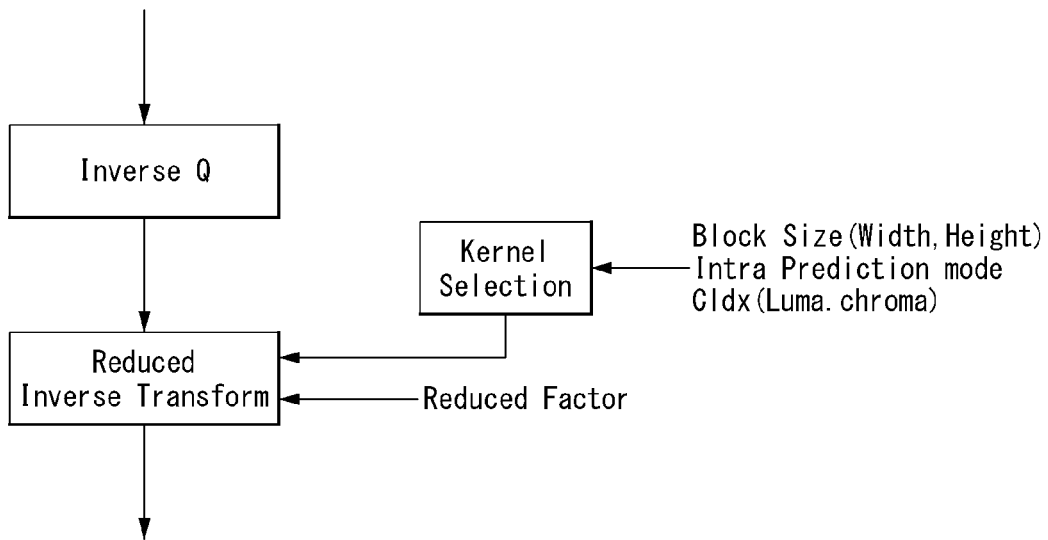 Inverse Q
Kernel
Selection
Block Size(Width,Height)
Intra Prediction mode
CIdx(Luma.chroma)
Reduced
Inverse Transform
Reduced Factor